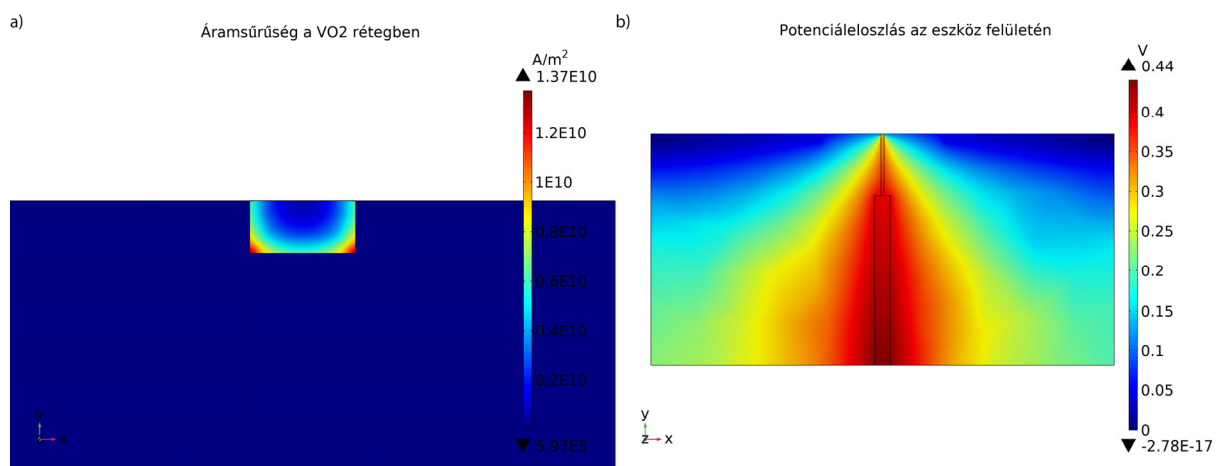 a)
Áramsűrűség a VO2 rétegben
A/m²
1.37E10
1.2E10
1E10
0.8E10
0.6E10
0.4E10
0.2E10
5.97E5
y
z x
b)
Potenciáleloszlás az eszköz felületén
V
0.44
0.4
0.35
0.3
0.25
0.2
0.15
0.1
0.05
0
-2.78E-17
y
z x